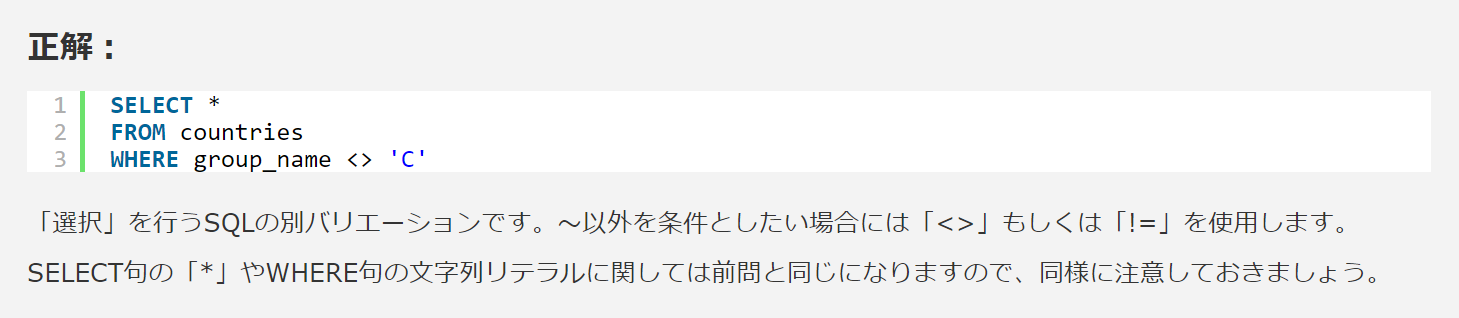 正解：
1 SELECT *
2 FROM countries
3 WHERE group_name <> 'C'
「選択」を行うSQLの別バリエーションです。～以外を条件としたい場合には「<>」もしくは「!=」を使用します。
SELECT句の「*」やWHERE句の文字列リテラルに関しては前問と同じになりますので、同様に注意しておきましょう。